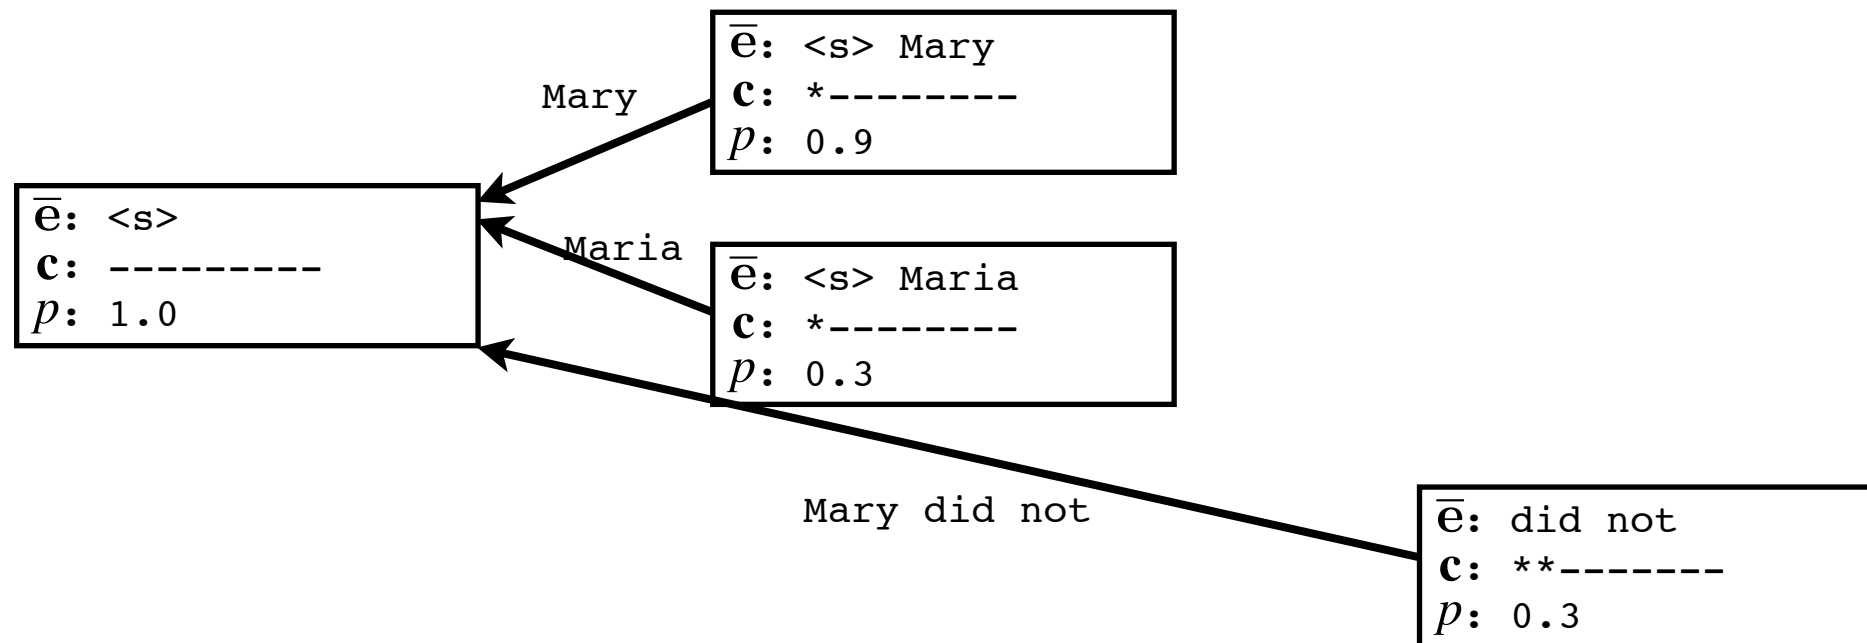 ē: <s> Mary
c: *--------
p: 0.9
Mary
ē: <s>
c: ---------
p: 1.0
Maria
ē: <s> Maria
c: *--------
p: 0.3
Mary did not
ē: did not
c: **-------
p: 0.3